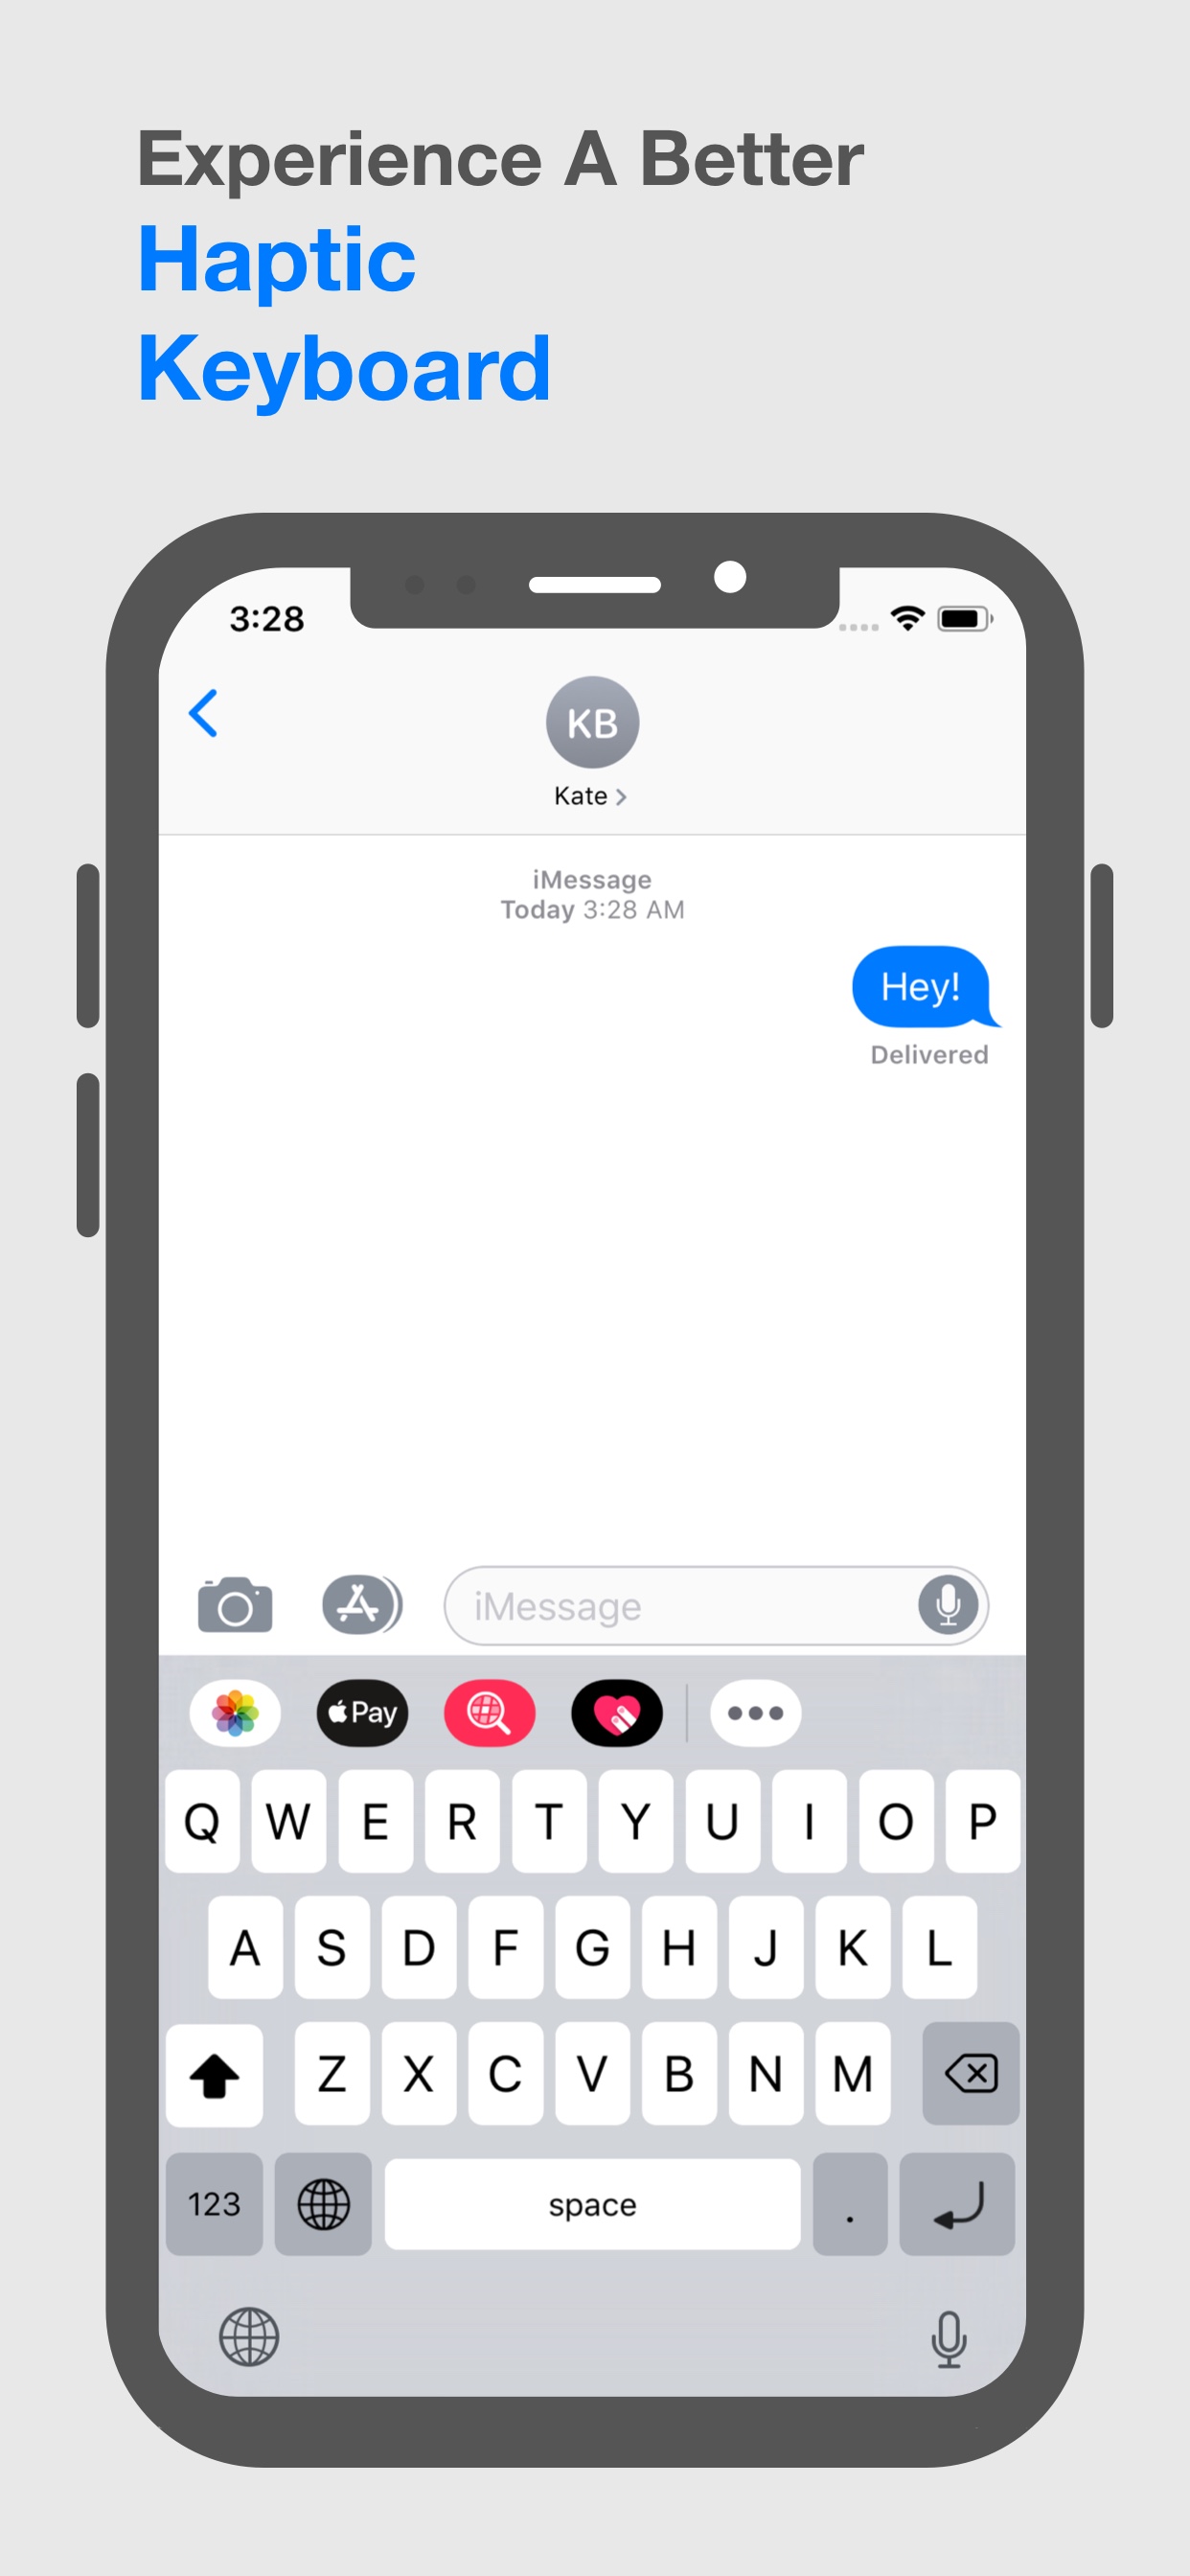 Experience A Better
Haptic
Keyboard
3:28
KB
Kate
iMessage
Today 3:28 AM
Hey!
Delivered
iMessage
Pay
Q W E R T Y U I O P
A S D F G H J K L
Z X C V B N M
123 space .